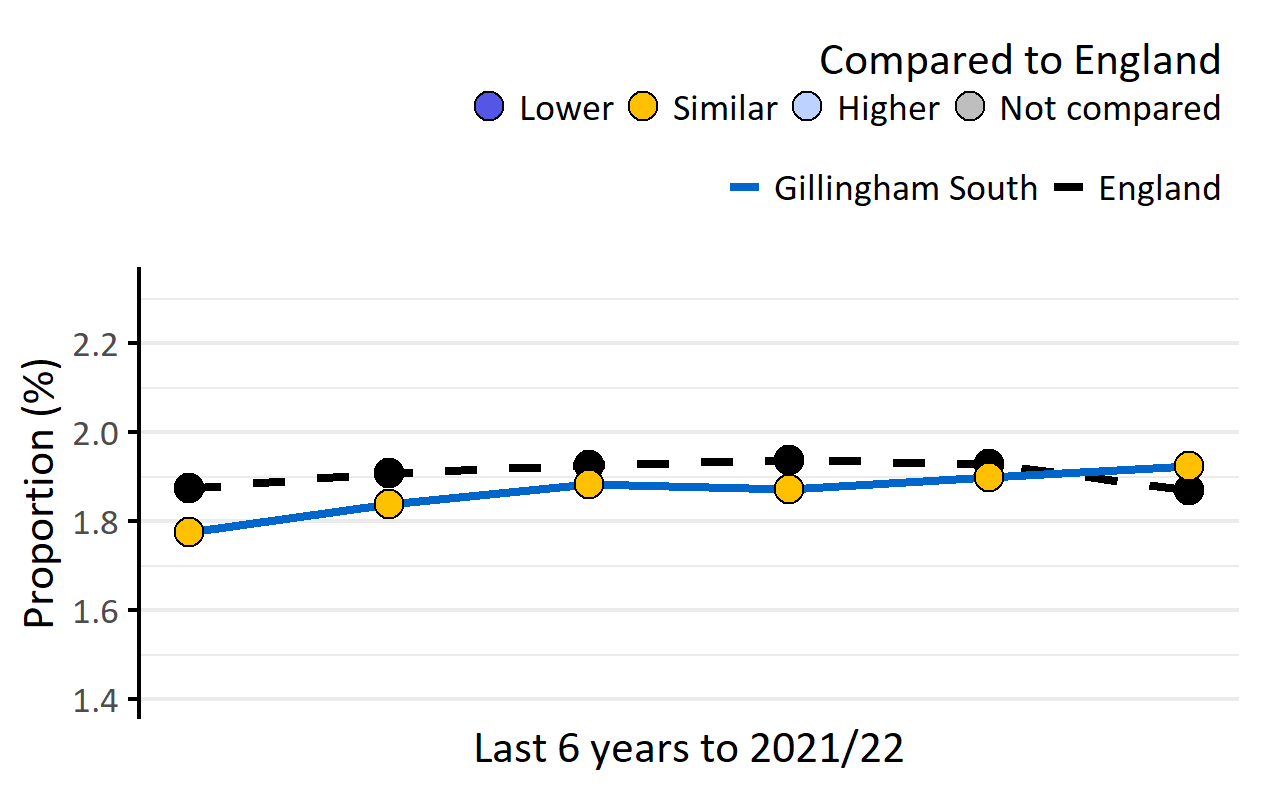 Compared to England
Lower Similar Higher Not compared
Gillingham South England
Proportion (%)
2.2
2.0
1.8
1.6
1.4
Last 6 years to 2021/22